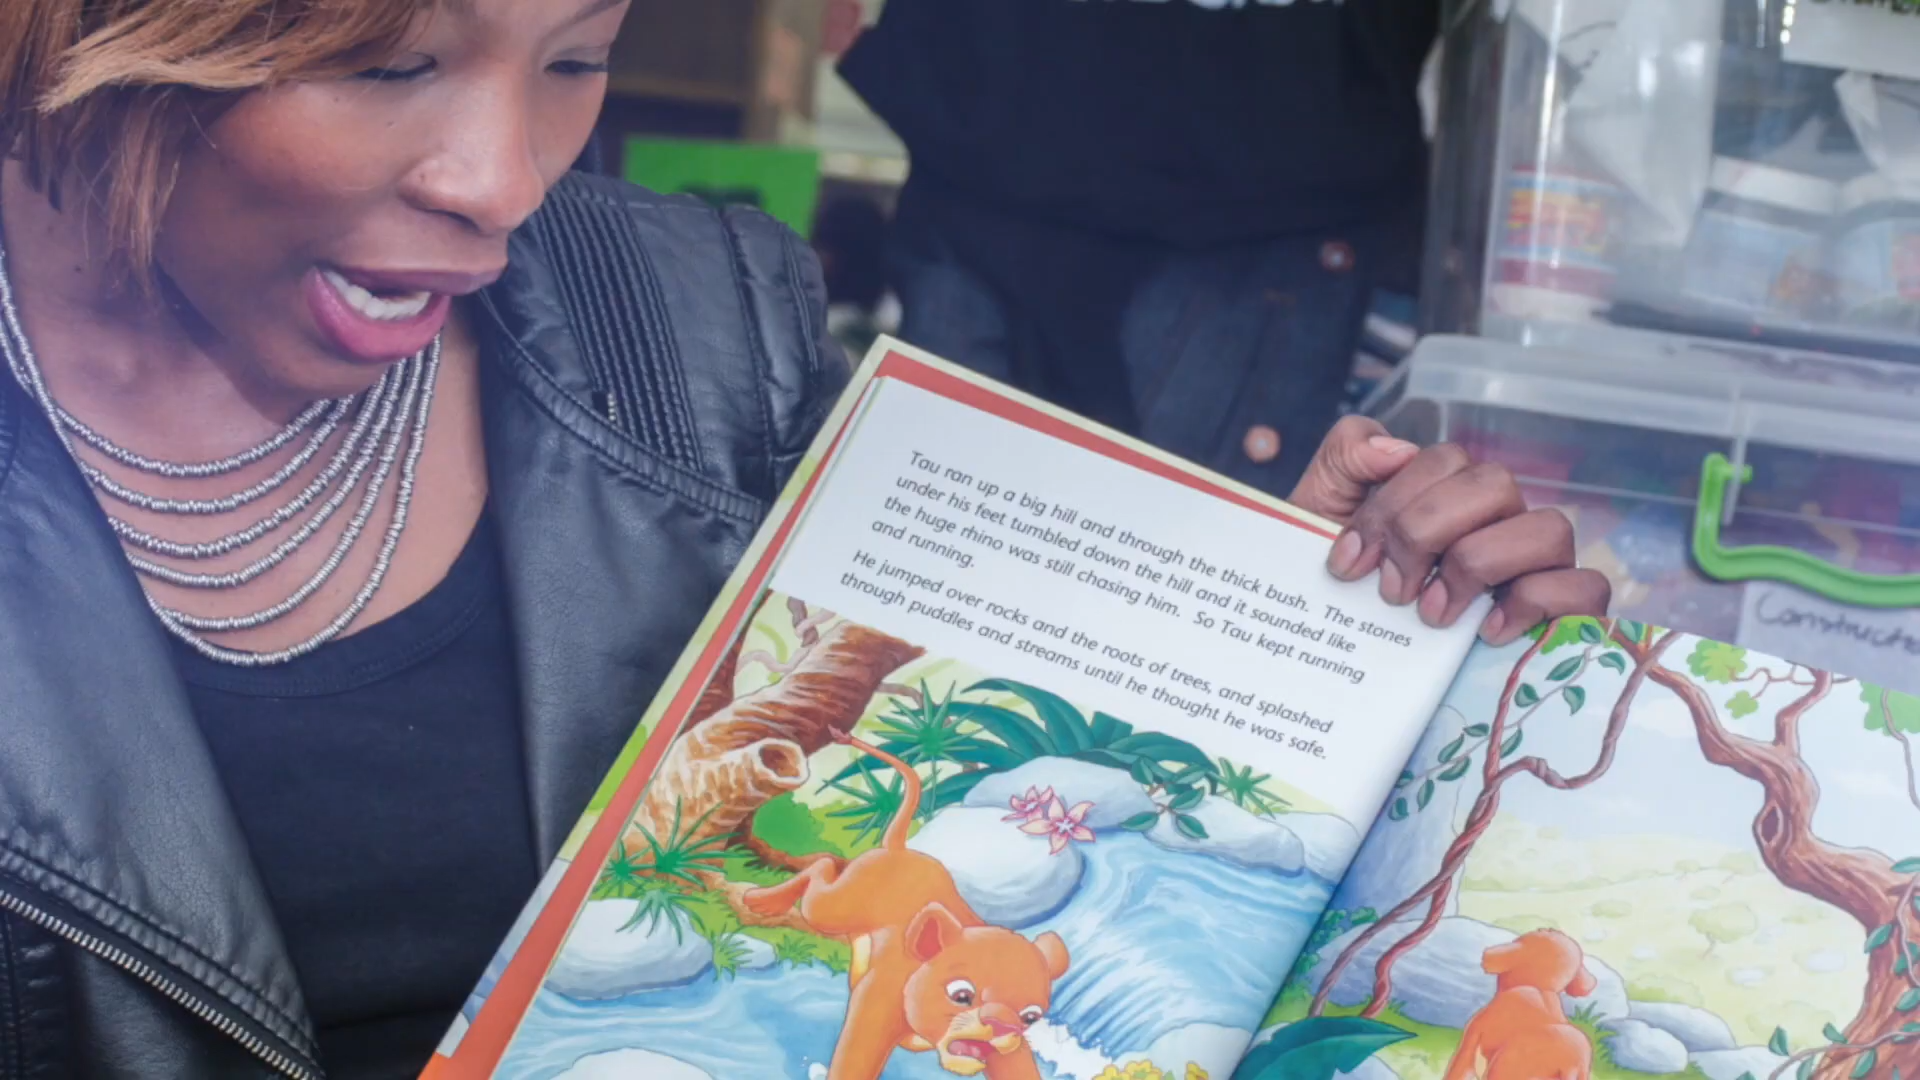 Tau ran up a big hill and through the thick bush. The stones
under his feet tumbled down the hill and it sounded like
the huge rhino was still chasing him. So Tau kept running
and running.
He jumped over rocks and the roots of trees, and splashed
through puddles and streams until he thought he was safe.